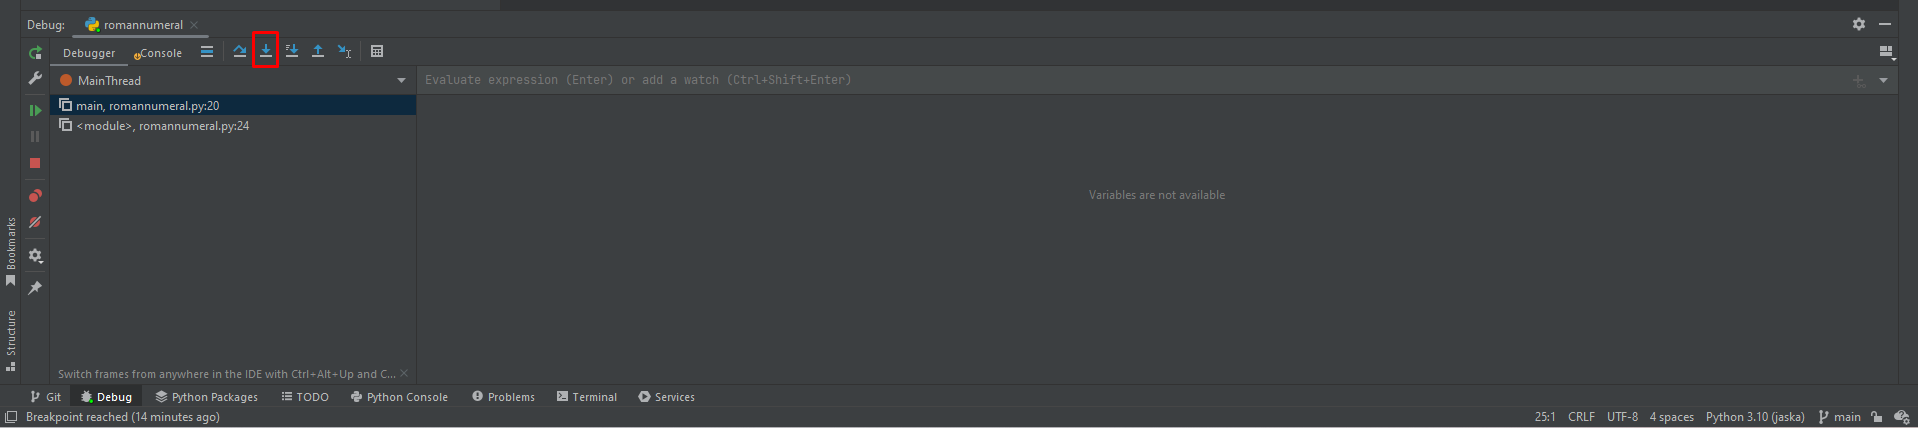 Debug: romannumeral
Debugger Console
MainThread
Evaluate expression (Enter) or add a watch (Ctrl+Shift+Enter)
main, romannumeral.py:20
<module>, romannumeral.py:24
Variables are not available
Bookmarks
Structure
Switch frames from anywhere in the IDE with Ctrl+Alt+Up and C...
Git Debug Python Packages TODO Python Console Problems Terminal Services
Breakpoint reached (14 minutes ago) 25:1 CRLF UTF-8 4 spaces Python 3.10 (jaska) main